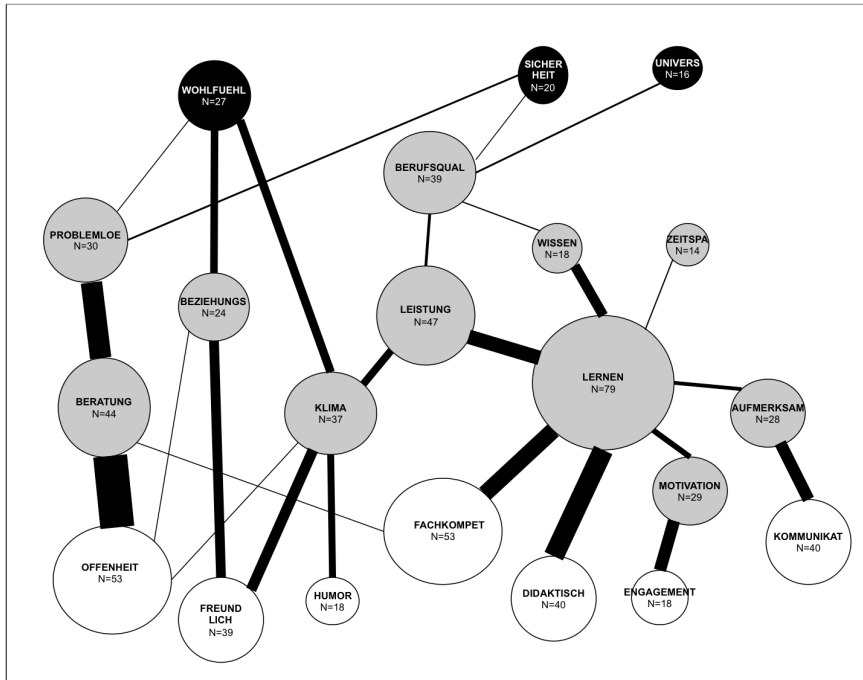 WOHLFUEHL
N=27
SICHER
HEIT
N=20
UNIVERS
N=16
BERUFSQUAL
N=39
PROBLEMLOE
N=30
WISSEN
N=18
ZEITSPA
N=14
BEZIEHUNGS
N=24
LEISTUNG
N=47
LERNEN
N=79
BERATUNG
N=44
KLIMA
N=37
AUFMERKSAM
N=28
MOTIVATION
N=29
FACHKOMPET
N=53
KOMMUNIKAT
N=40
OFFENHEIT
N=53
FREUND
LICH
N=39
HUMOR
N=18
DIDAKTISCH
N=40
ENGAGEMENT
N=18